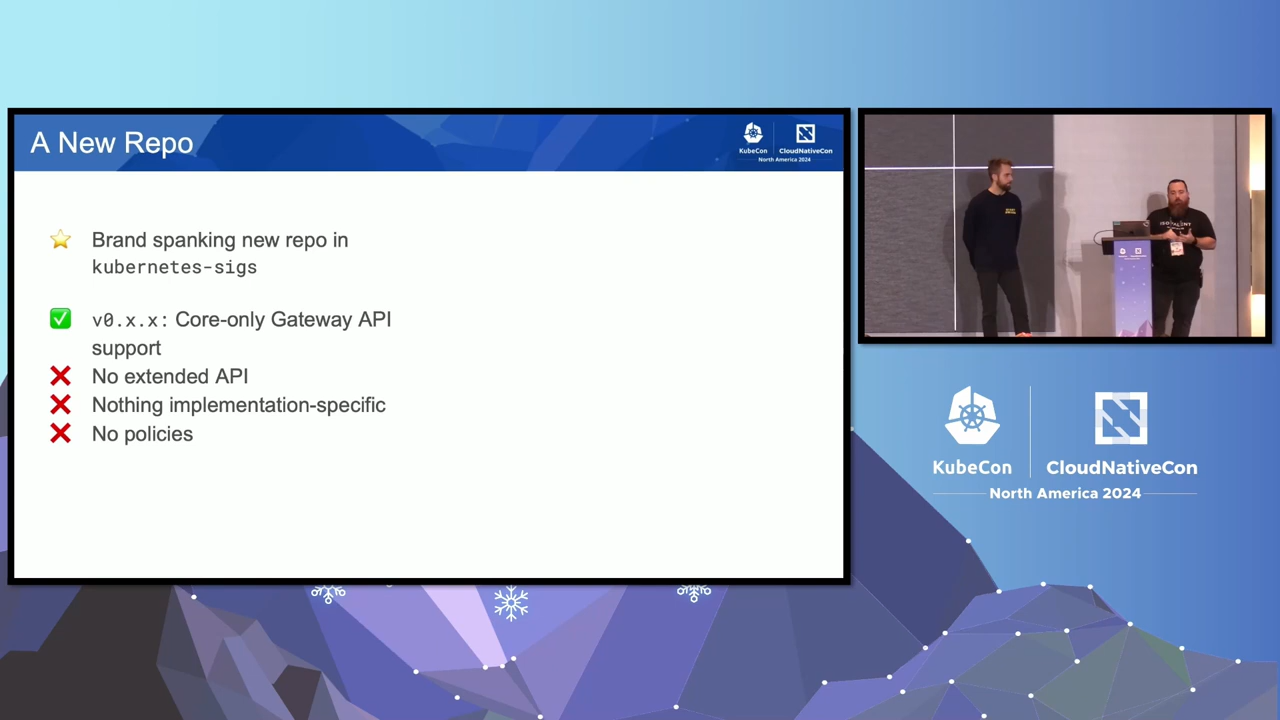 A New Repo
KubeCon
CloudNativeCon
North America 2024
⭐ Brand spanking new repo in
kubernetes-sigs
✅ v0.x.x: Core-only Gateway API
support
❌ No extended API
❌ Nothing implementation-specific
❌ No policies
ISOVALENT
KubeCon
CloudNativeCon
North America 2024